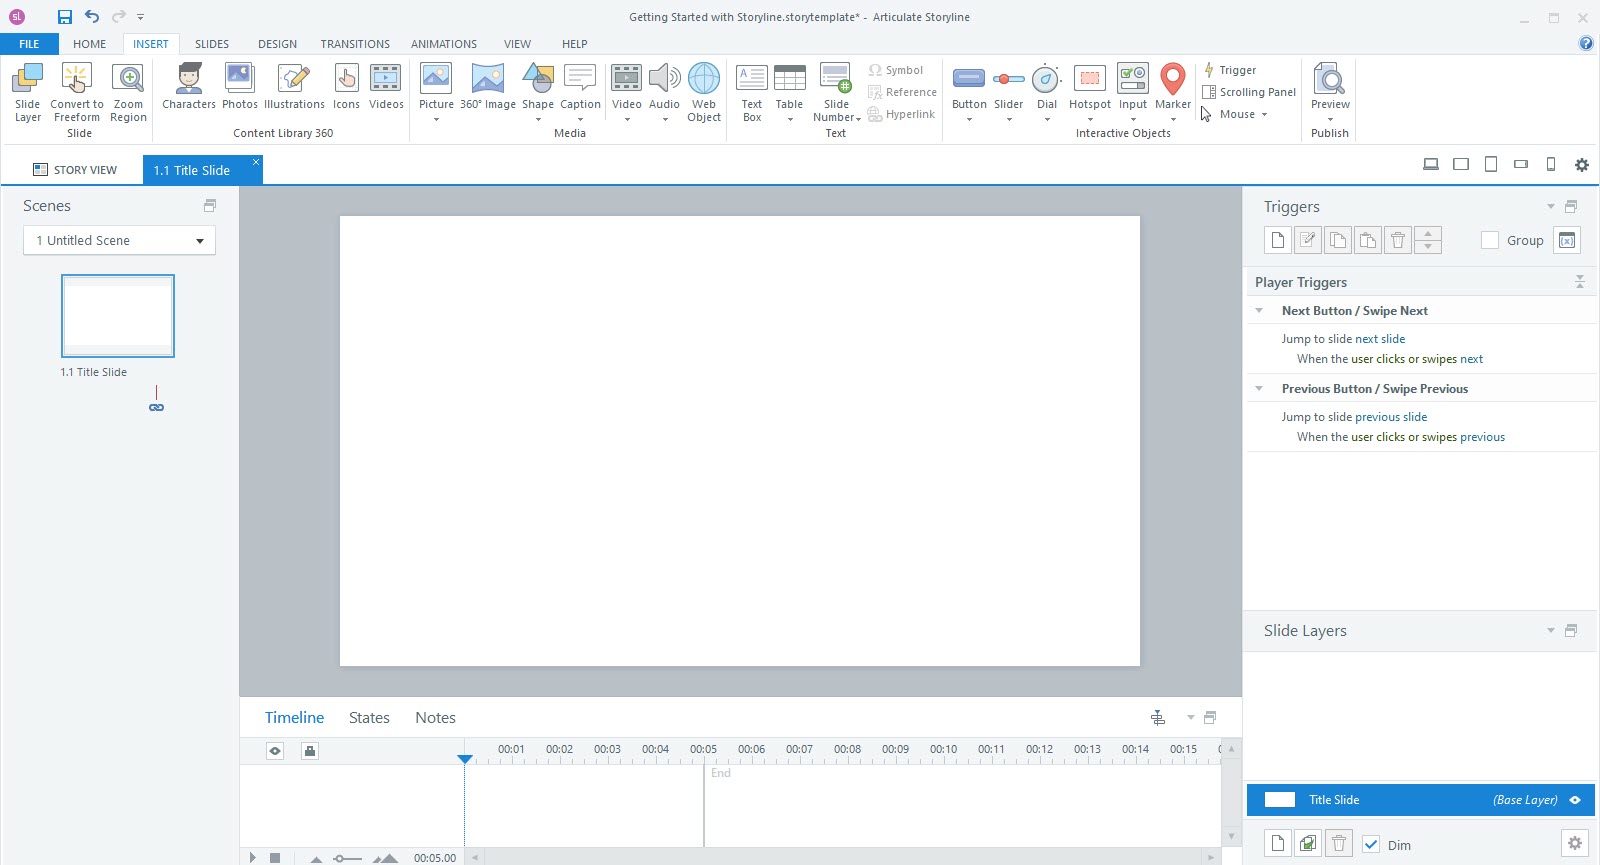 sl
Getting Started with Storyline.storytemplate* - Articulate Storyline
FILE HOME INSERT SLIDES DESIGN TRANSITIONS ANIMATIONS VIEW HELP
Slide Layer
Convert to Freeform
Zoom Region
Slide
Characters
Photos
Illustrations
Icons
Videos
Content Library 360
Picture
360° Image
Shape
Caption
Video
Audio
Web Object
Media
Text Box
Table
Slide Number
Symbol
Reference
Hyperlink
Text
Button
Slider
Dial
Hotspot
Input
Marker
Trigger
Scrolling Panel
Mouse
Interactive Objects
Preview
Publish
STORY VIEW
1.1 Title Slide
Scenes
1 Untitled Scene
1.1 Title Slide
Triggers
Group
Player Triggers
Next Button / Swipe Next
Jump to slide next slide
When the user clicks or swipes next
Previous Button / Swipe Previous
Jump to slide previous slide
When the user clicks or swipes previous
Slide Layers
Title Slide (Base Layer)
Dim
Timeline States Notes
00:01 00:02 00:03 00:04 00:05 00:06 00:07 00:08 00:09 00:10 00:11 00:12 00:13 00:14 00:15
End
00:05.00